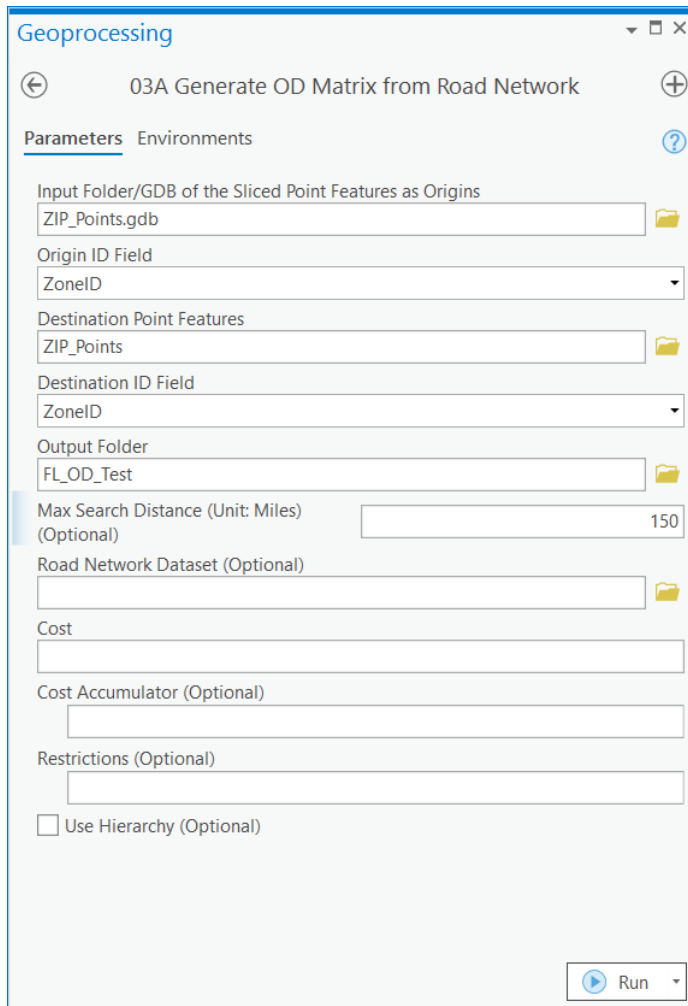 Geoprocessing
03A Generate OD Matrix from Road Network
Parameters Environments
Input Folder/GDB of the Sliced Point Features as Origins
ZIP_Points.gdb
Origin ID Field
ZoneID
Destination Point Features
ZIP_Points
Destination ID Field
ZoneID
Output Folder
FL_OD_Test
Max Search Distance (Unit: Miles)
(Optional)
150
Road Network Dataset (Optional)
Cost
Cost Accumulator (Optional)
Restrictions (Optional)
Use Hierarchy (Optional)
Run